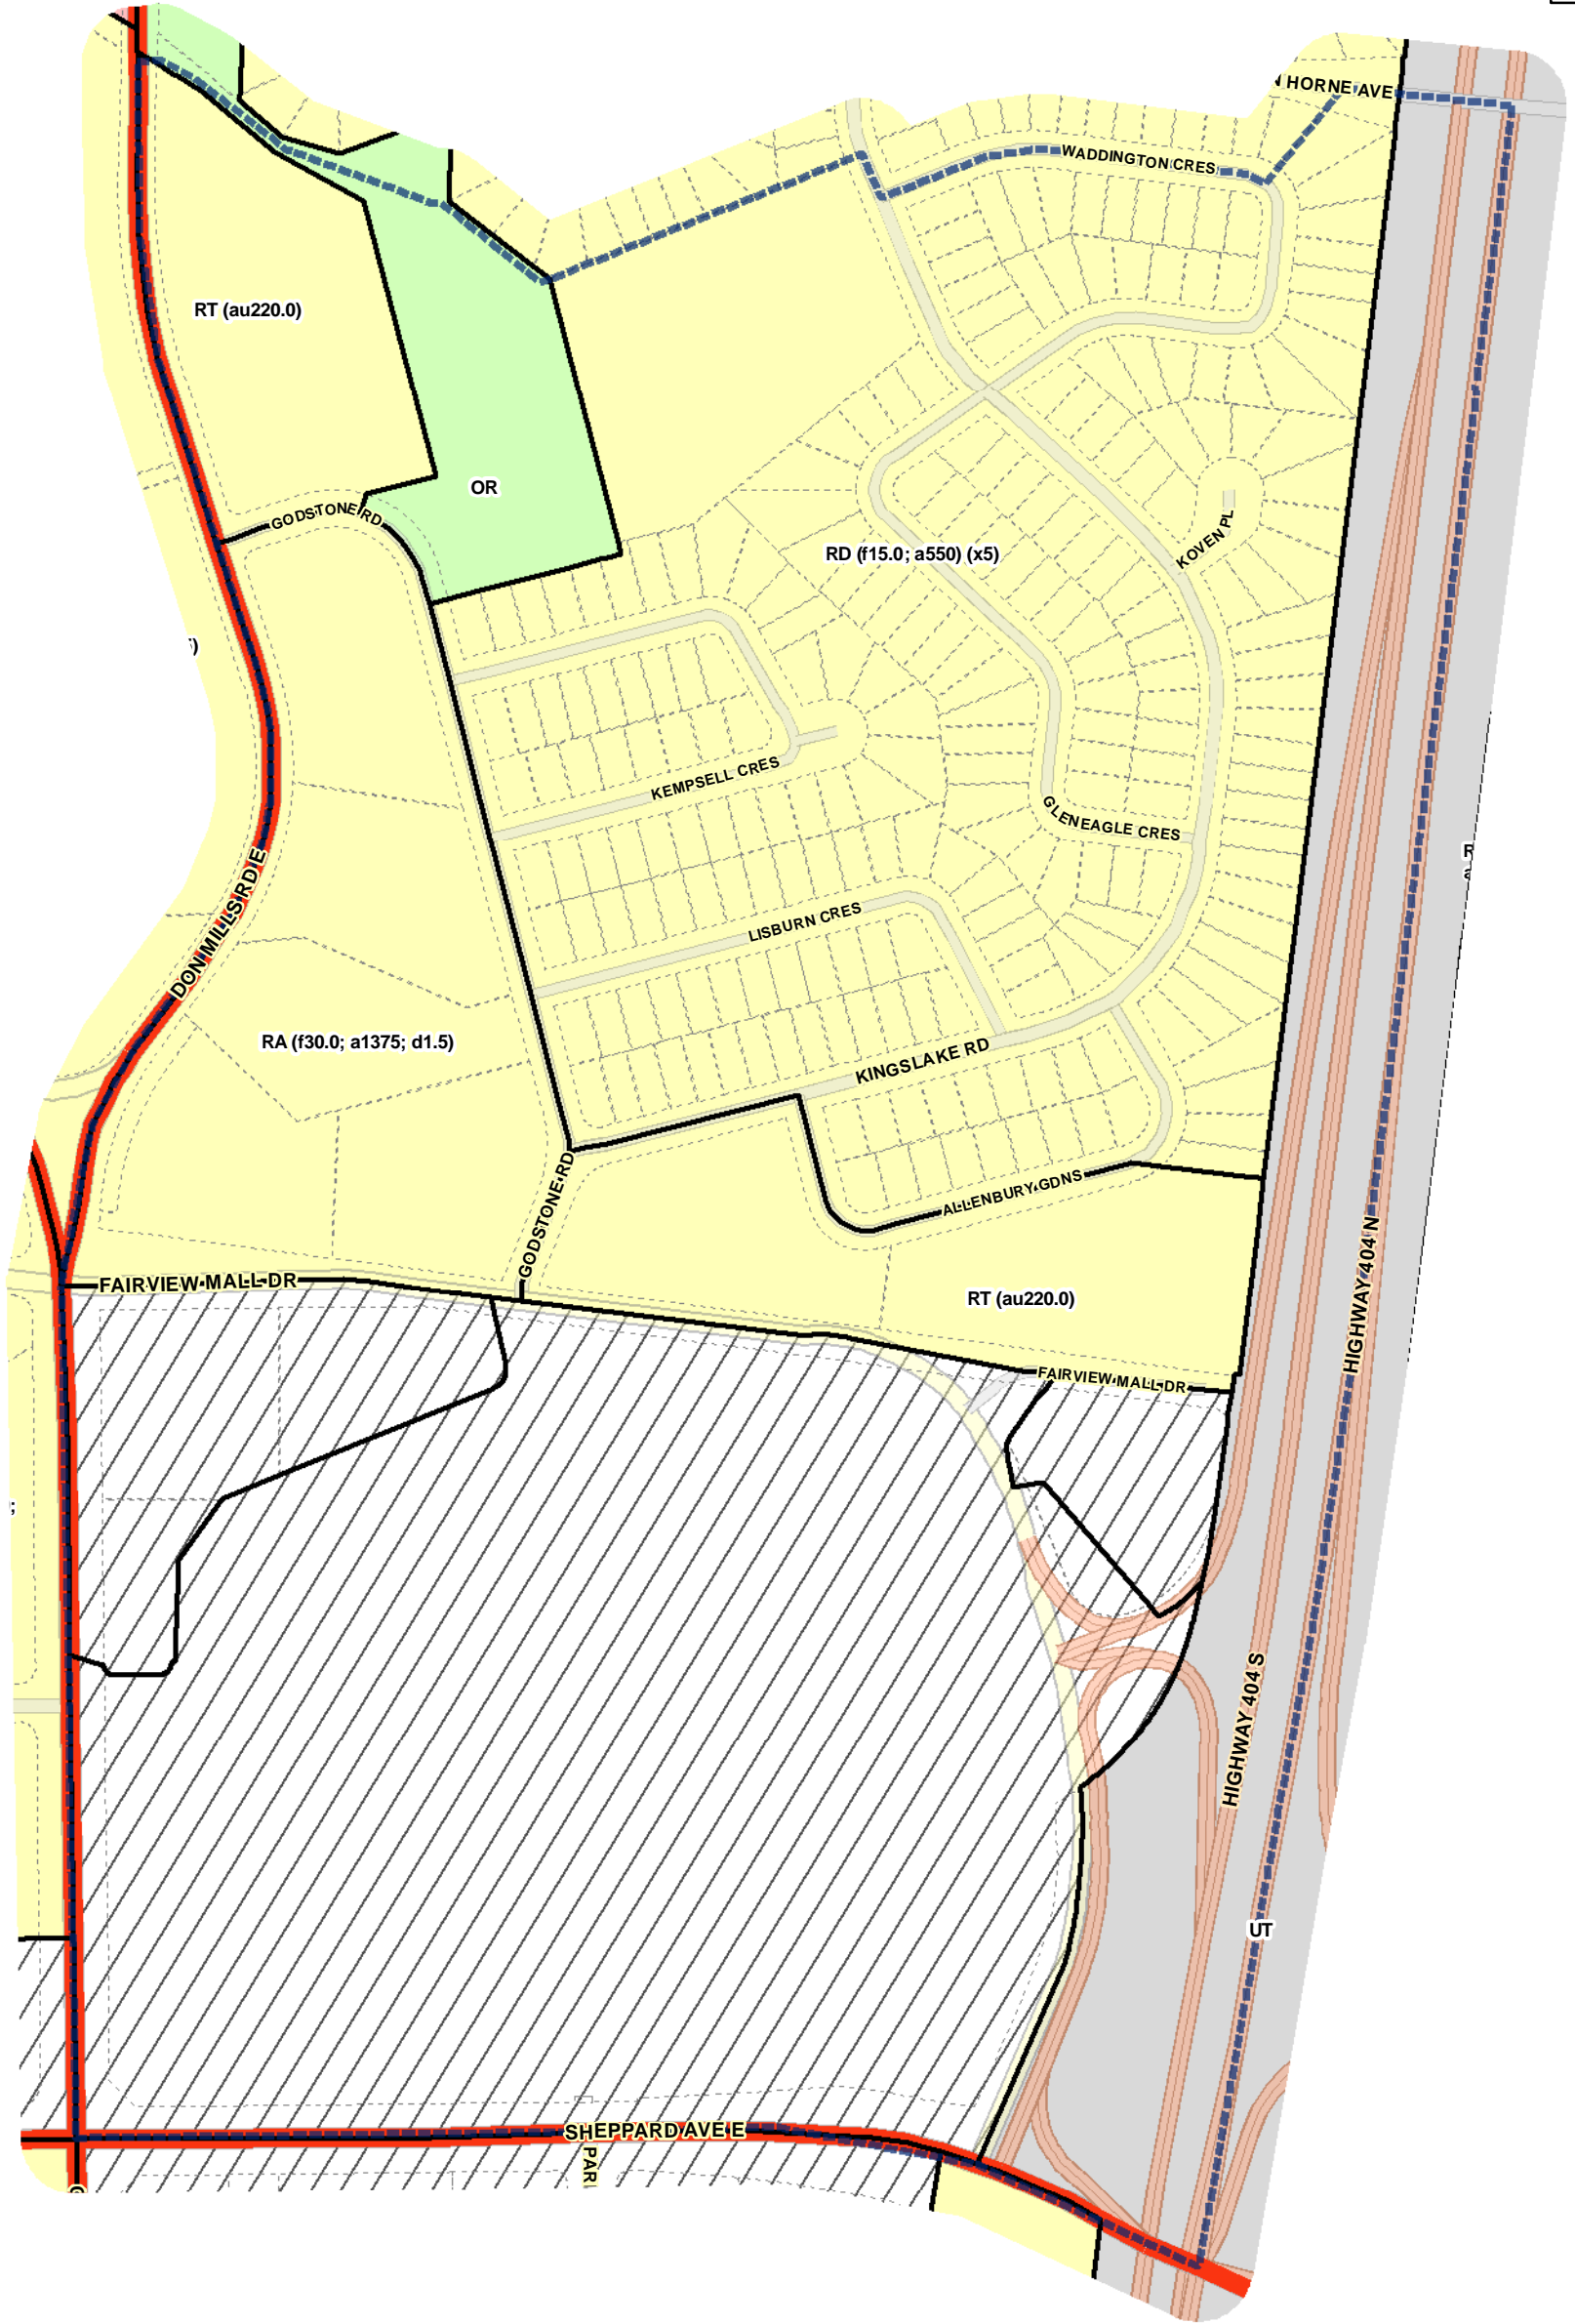 N HORNE AVE
WADDINGTON CRES
RT (au220.0)
OR
GODSTONE RD
KOVEN PL
RD (f15.0; a550) (x5)
)
KEMPSELL CRES
GLENEAGLE CRES
DON MILLS RD E
LISBURN CRES
RA (f30.0; a1375; d1.5)
KINGSLAKE RD
ALLENBURY GDNS
GODSTONE RD
HIGHWAY 404 N
FAIRVIEW MALL DR
RT (au220.0)
FAIRVIEW MALL DR
;
HIGHWAY 404 S
UT
SHEPPARD AVE E
PAR